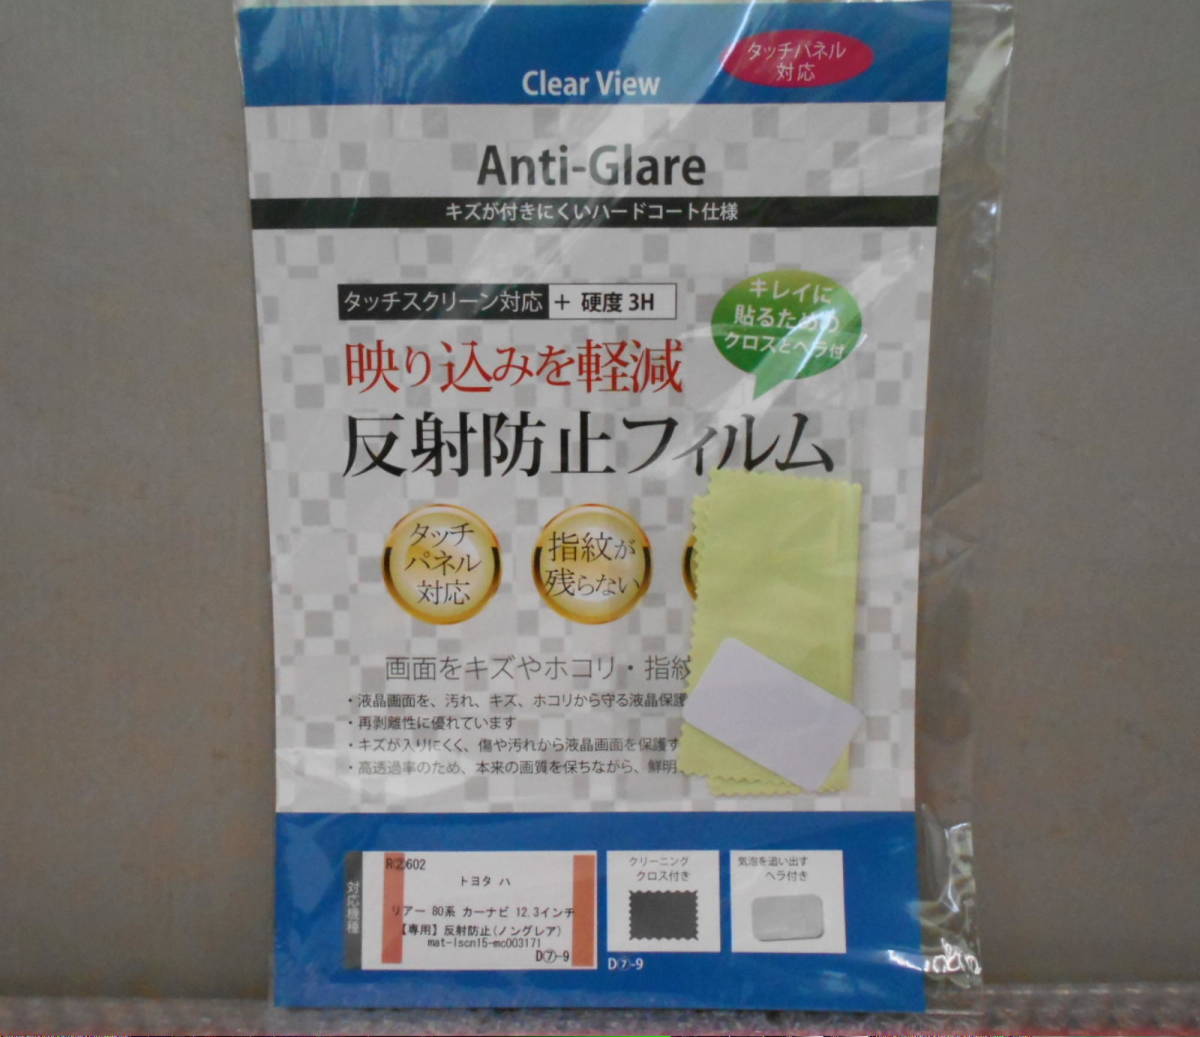 タッチパネル
対応
Clear View
Anti-Glare
キズが付きにくいハードコート仕様
タッチスクリーン対応 + 硬度 3H
キレイに
貼るための
クロスとヘラ付
映り込みを軽減
反射防止フィルム
タッチ
パネル
対応
指紋が
残らない
画面をキズやホコリ・指紋
・液晶画面を、汚れ、キズ、ホコリから守る液晶保護
・再剥離性に優れています
・キズが入りにくく、傷や汚れから液晶画面を保護す
・高透過率のため、本来の画質を保ちながら、鮮明
対応機種
R②602
トヨタ ハ
リアー 80系 カーナビ 12.3インチ
【専用】反射防止(ノングレア)
mat-lscn15-mc003171
D⑦-9
クリーニング
クロス付き
D⑦-9
気泡を追い出す
ヘラ付き